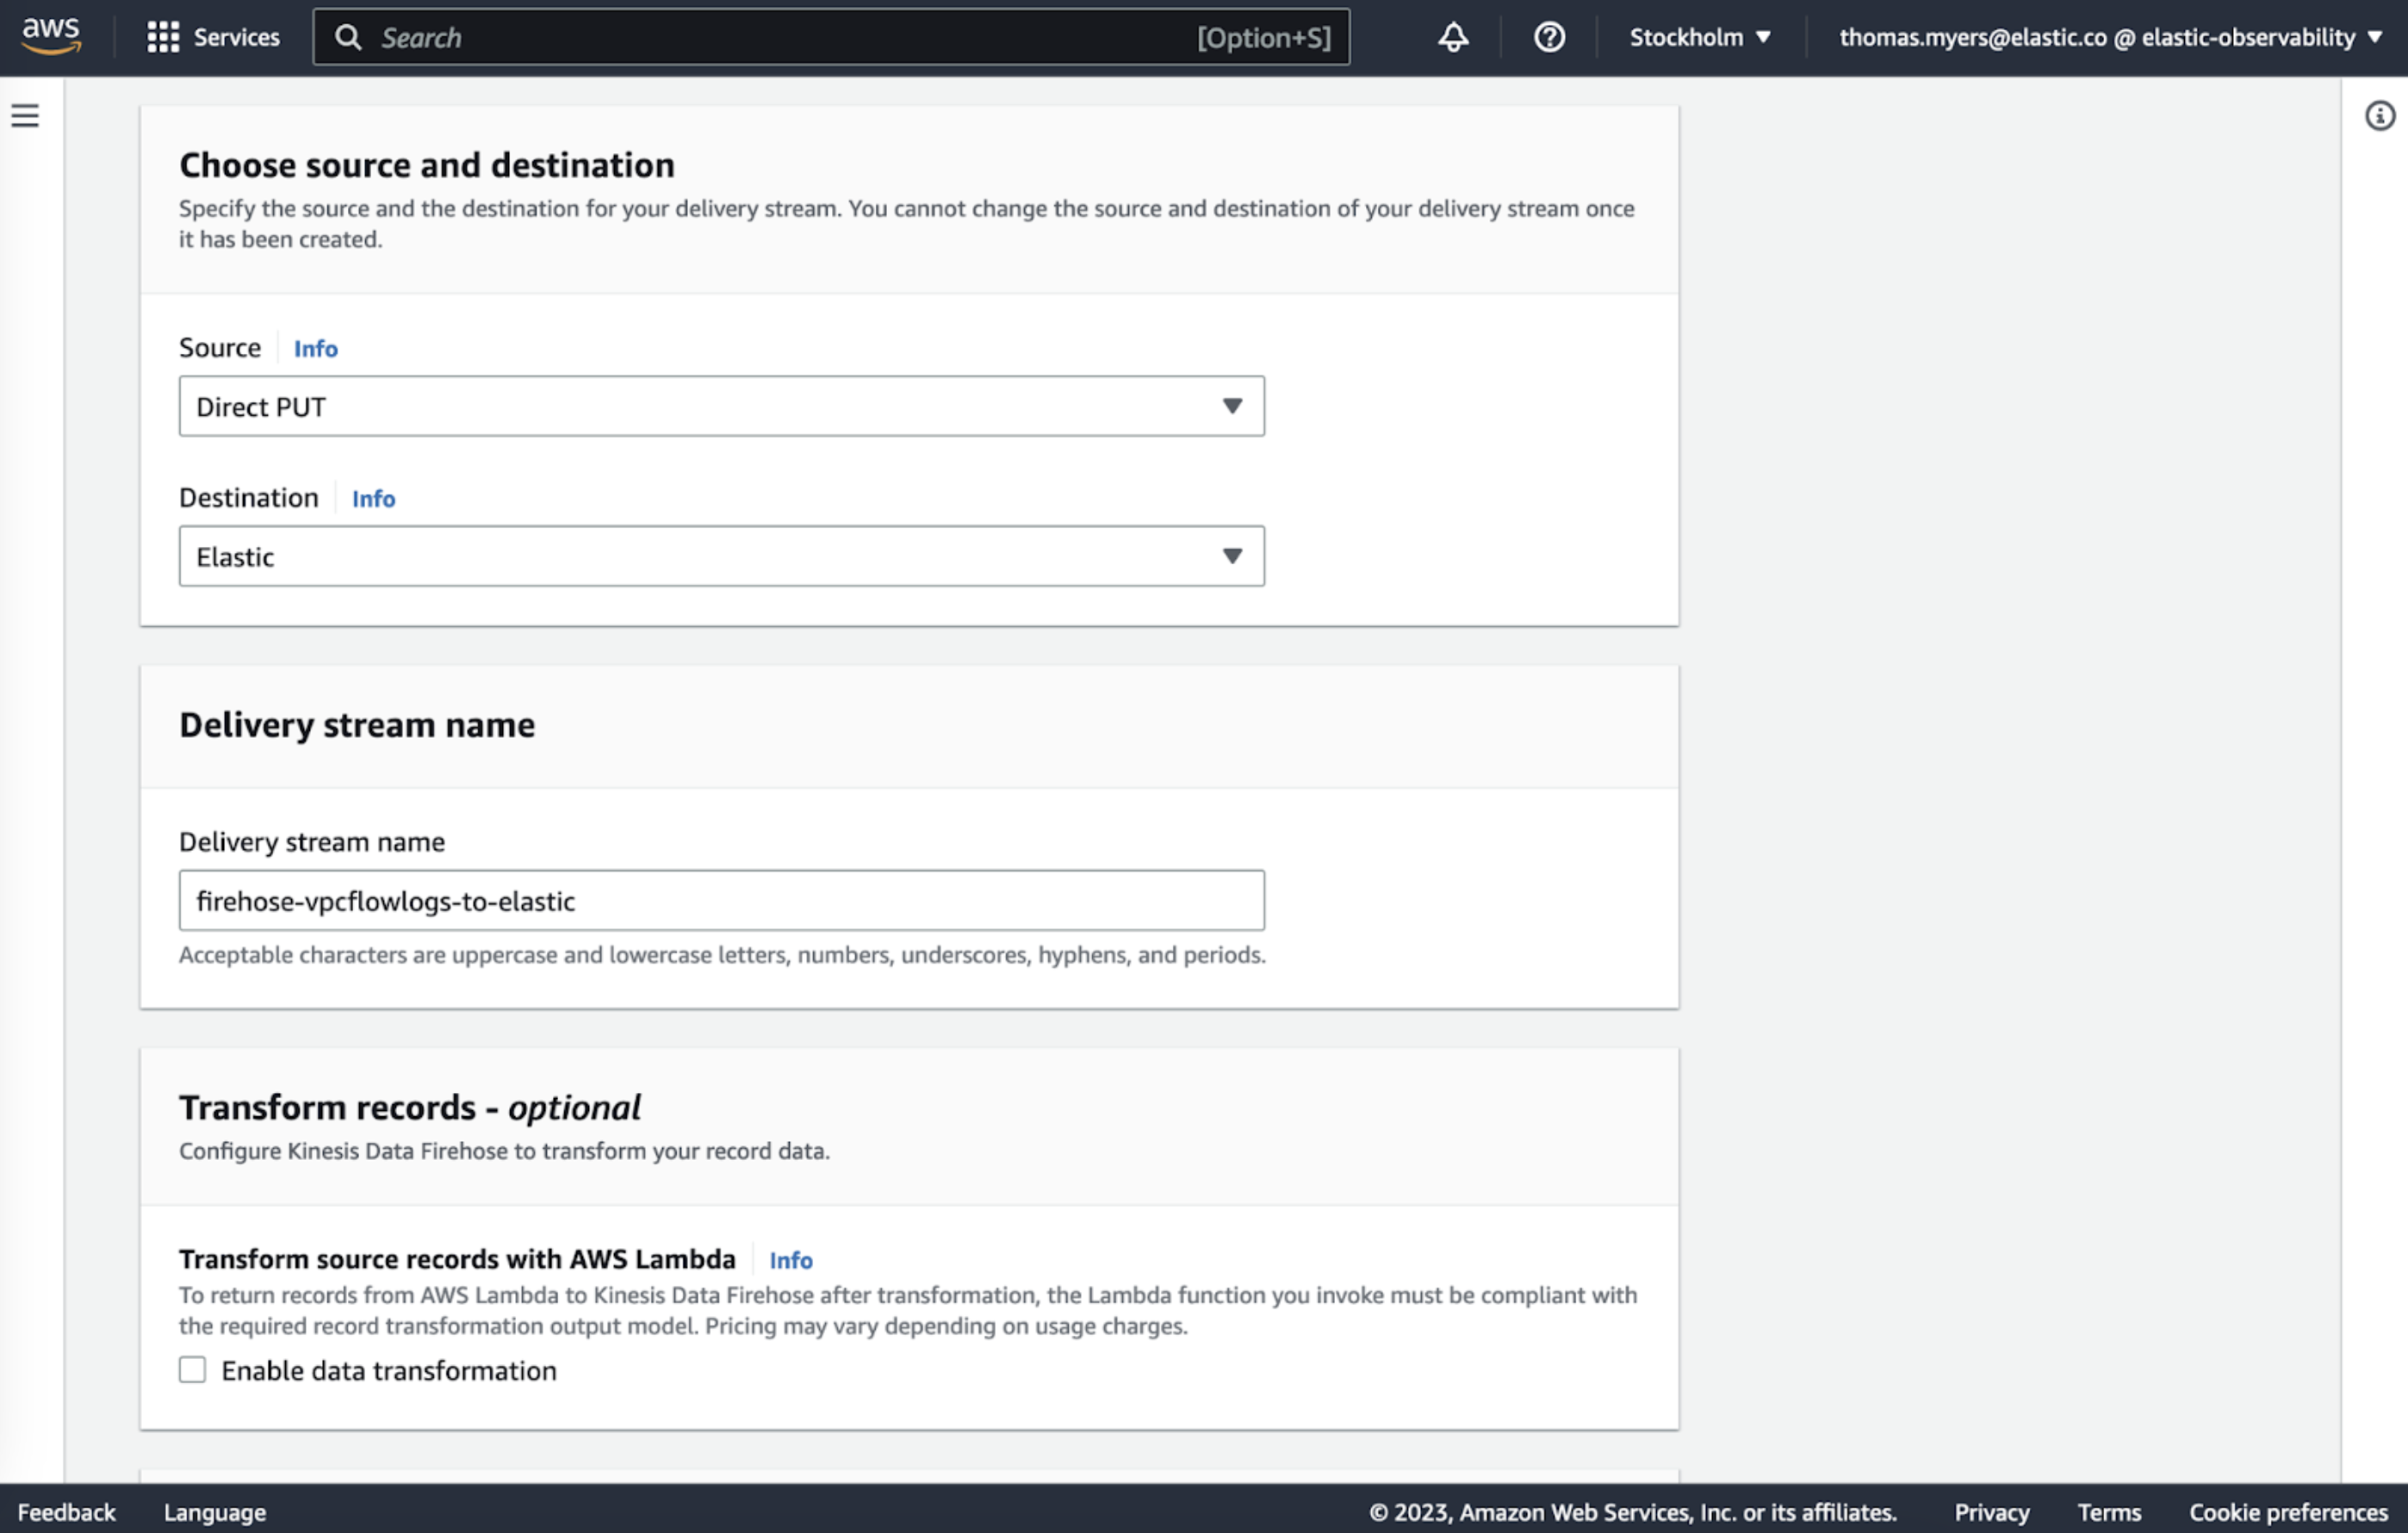 aws Services Search [Option+S] Stockholm thomas.myers@elastic.co @ elastic-observability
Choose source and destination
Specify the source and the destination for your delivery stream. You cannot change the source and destination of your delivery stream once
it has been created.
Source Info
Direct PUT
Destination Info
Elastic
Delivery stream name
Delivery stream name
firehose-vpcflowlogs-to-elastic
Acceptable characters are uppercase and lowercase letters, numbers, underscores, hyphens, and periods.
Transform records - optional
Configure Kinesis Data Firehose to transform your record data.
Transform source records with AWS Lambda Info
To return records from AWS Lambda to Kinesis Data Firehose after transformation, the Lambda function you invoke must be compliant with
the required record transformation output model. Pricing may vary depending on usage charges.
Enable data transformation
Feedback Language © 2023, Amazon Web Services, Inc. or its affiliates. Privacy Terms Cookie preferences